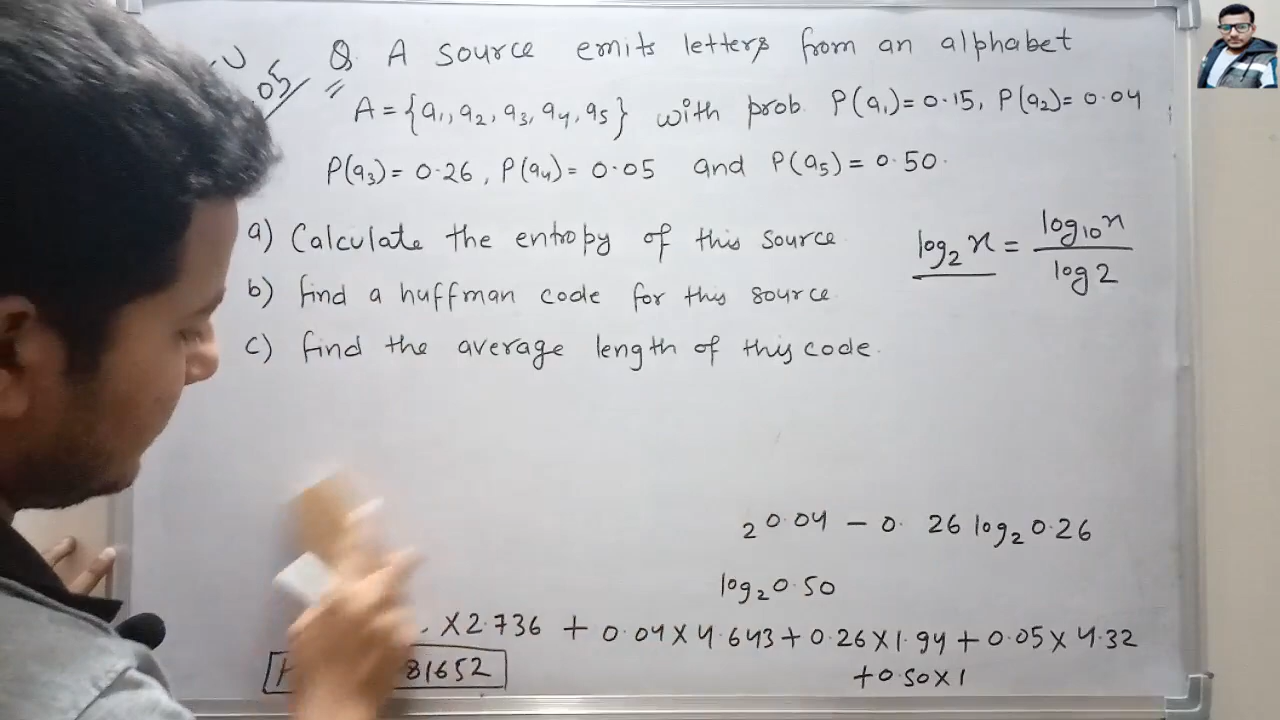 Q. A source emits letters from an alphabet
05
A = {a1, a2, a3, a4, a5} with prob. P(a1) = 0.15, P(a2) = 0.04
P(a3) = 0.26, P(a4) = 0.05 and P(a5) = 0.50.
a) Calculate the entropy of this source
log2 x = log10 x / log 2
b) find a huffman code for this source
c) find the average length of this code.
2 0.04 - 0. 26 log2 0.26
log2 0.50
×2.736 + 0.04×4.643 + 0.26×1.94 + 0.05×4.32
81652
+0.50×1